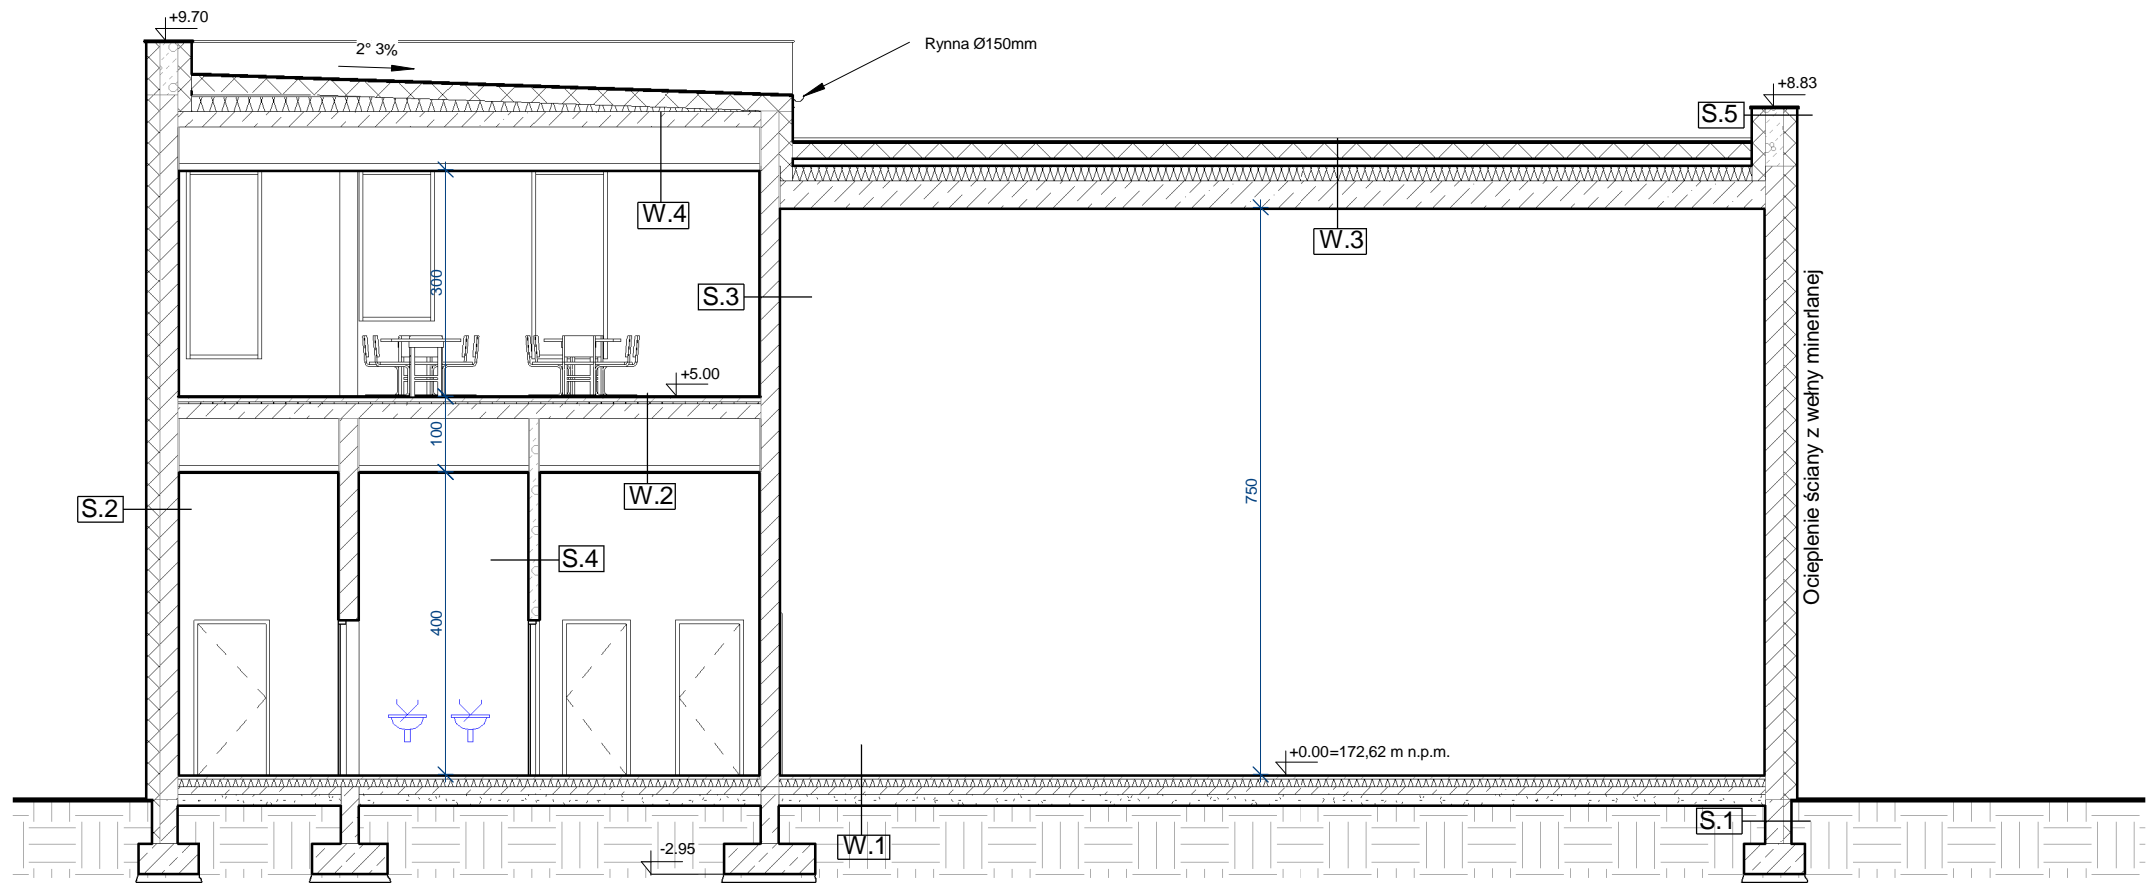 +9.70
2° 3%
Rynna Ø150mm
+8.83
S.5
W.4
W.3
300
S.3
+5.00
100
W.2
S.2
750
S.4
400
Ocieplenie ściany z wełny minerlanej
+0.00=172,62 m n.p.m.
S.1
W.1
-2.95